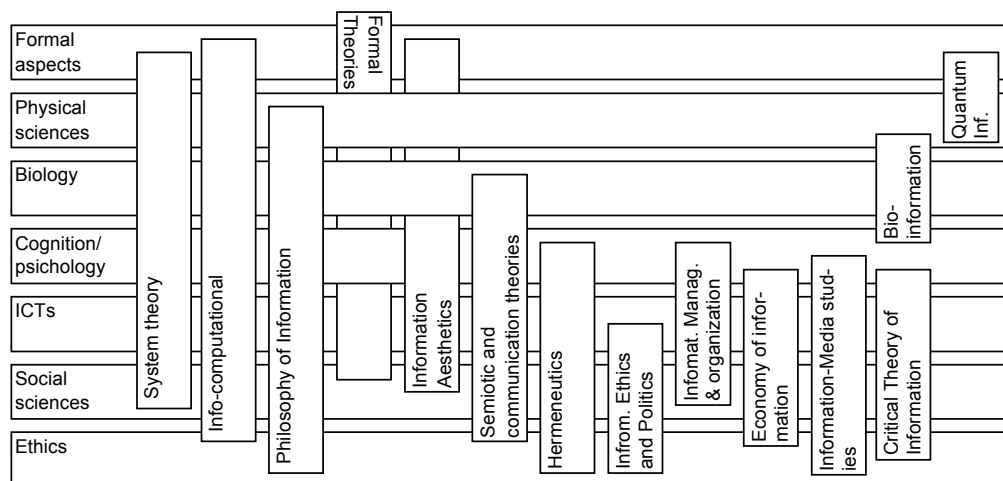 Formal
aspects
Physical
sciences
Biology
Cognition/
psichology
ICTs
Social
sciences
Ethics
System theory
Info-computational
Philosophy of Information
Formal
Theories
Information
Aesthetics
Semiotic and
communication theories
Hermeneutics
Infrom. Ethics
and Politics
Infomat. Manag.
& organization
Economy of infor-
mation
Information-Media stud-
ies
Critical Theory of
Information
Bio-
information
Quantum
Inf.